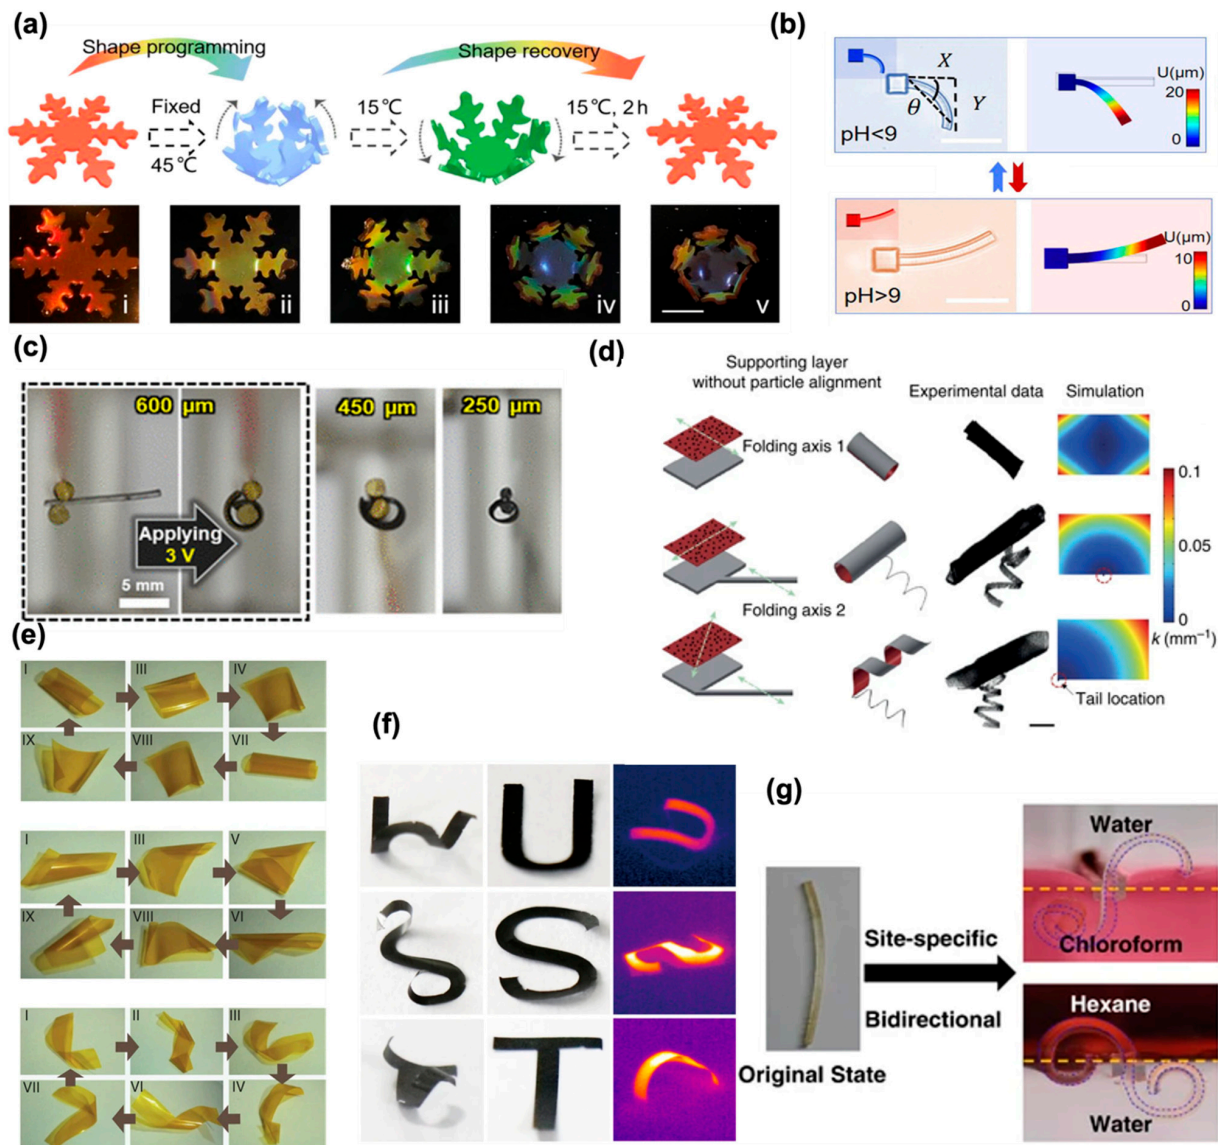 (a)
Shape programming
Shape recovery
Fixed
45℃
15℃
15℃, 2 h
i
ii
iii
iv
v
(b)
X
Y
θ
pH<9
U(μm)
20
0
pH>9
U(μm)
10
0
(c)
600 μm
450 μm
250 μm
Applying
3 V
5 mm
(d)
Supporting layer
without particle alignment
Experimental data
Simulation
Folding axis 1
Folding axis 2
0.1
0.05
0
k (mm⁻¹)
Tail location
(e)
I
III
IV
IX
VIII
VII
I
III
V
IX
VIII
VI
I
II
III
VII
VI
IV
(f)
U
S
T
(g)
Site-specific
Bidirectional
Original State
Water
Chloroform
Hexane
Water